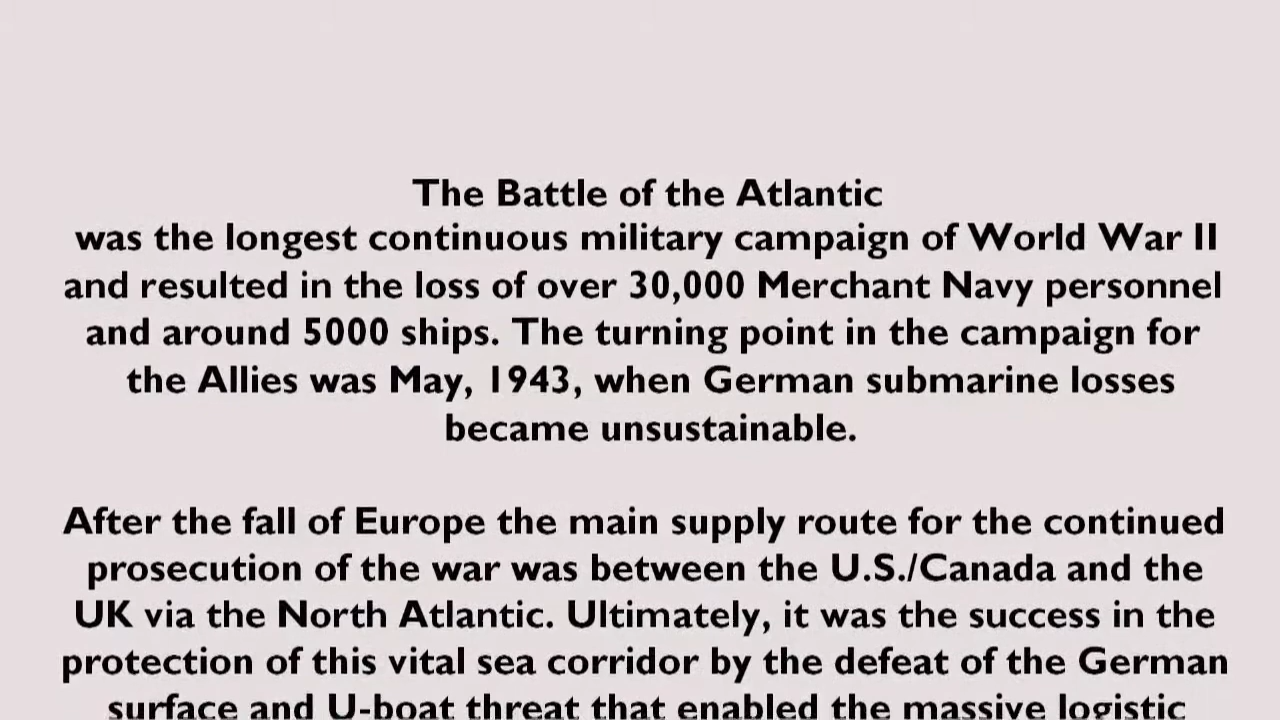 The Battle of the Atlantic
was the longest continuous military campaign of World War II
and resulted in the loss of over 30,000 Merchant Navy personnel
and around 5000 ships. The turning point in the campaign for
the Allies was May, 1943, when German submarine losses
became unsustainable.
After the fall of Europe the main supply route for the continued
prosecution of the war was between the U.S./Canada and the
UK via the North Atlantic. Ultimately, it was the success in the
protection of this vital sea corridor by the defeat of the German
surface and U-boat threat that enabled the massive logistic